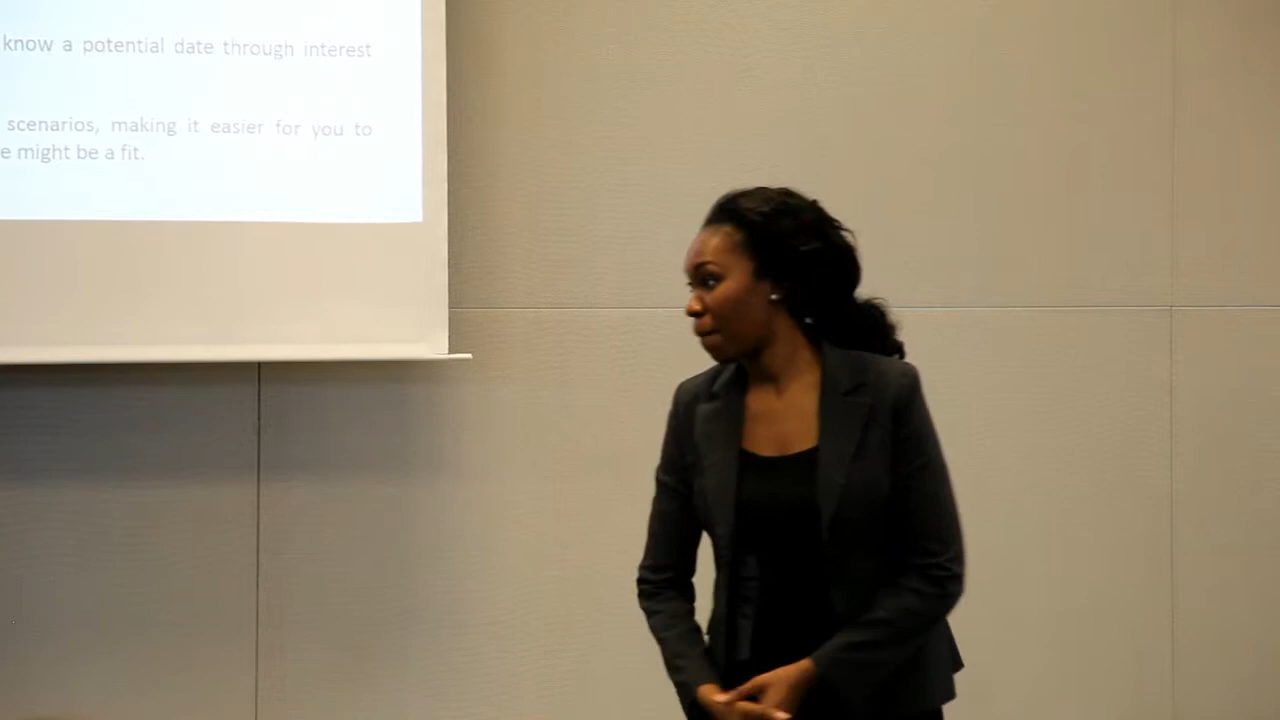 know a potential date through interest
scenarios, making it easier for you to
e might be a fit.